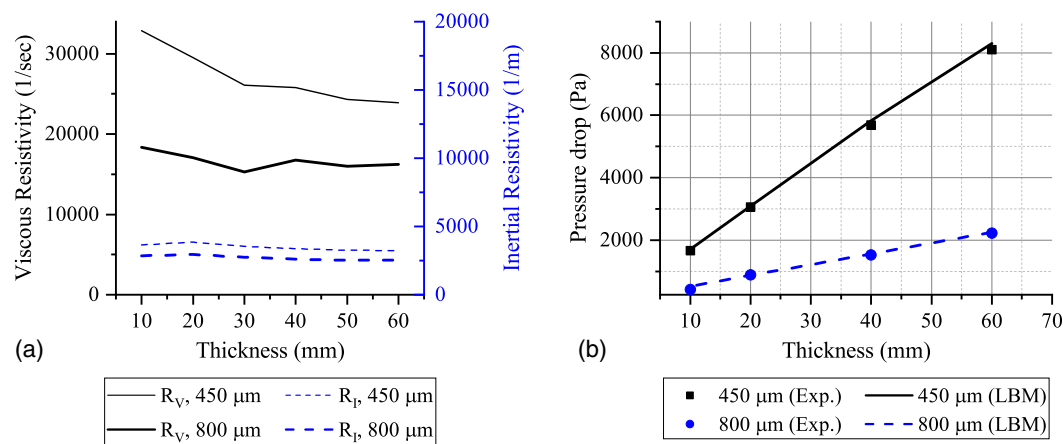 Viscous Resistivity (1/sec)
30000
20000
10000
0
20000
15000
10000
5000
0
Inertial Resistivity (1/m)
10 20 30 40 50 60
Thickness (mm)
(a)
R_V, 450 μm R_I, 450 μm
R_V, 800 μm R_I, 800 μm
Pressure drop (Pa)
8000
6000
4000
2000
10 20 30 40 50 60 70
Thickness (mm)
(b)
450 μm (Exp.) 450 μm (LBM)
800 μm (Exp.) 800 μm (LBM)